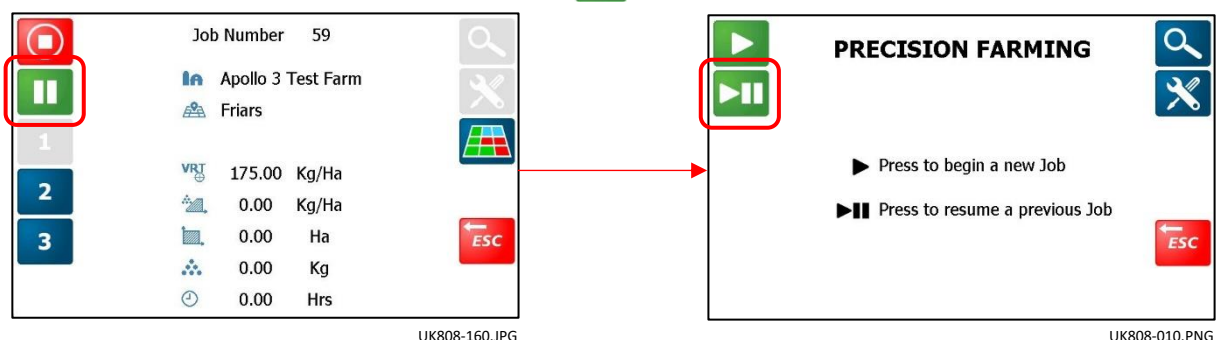 Job Number 59
Apollo 3 Test Farm
Friars
1
VRT 175.00 Kg/Ha
2
0.00 Kg/Ha
3
0.00 Ha
ESC
0.00 Kg
0.00 Hrs
UK808-160.JPG
PRECISION FARMING
Press to begin a new Job
Press to resume a previous Job
ESC
UK808-010.PNG